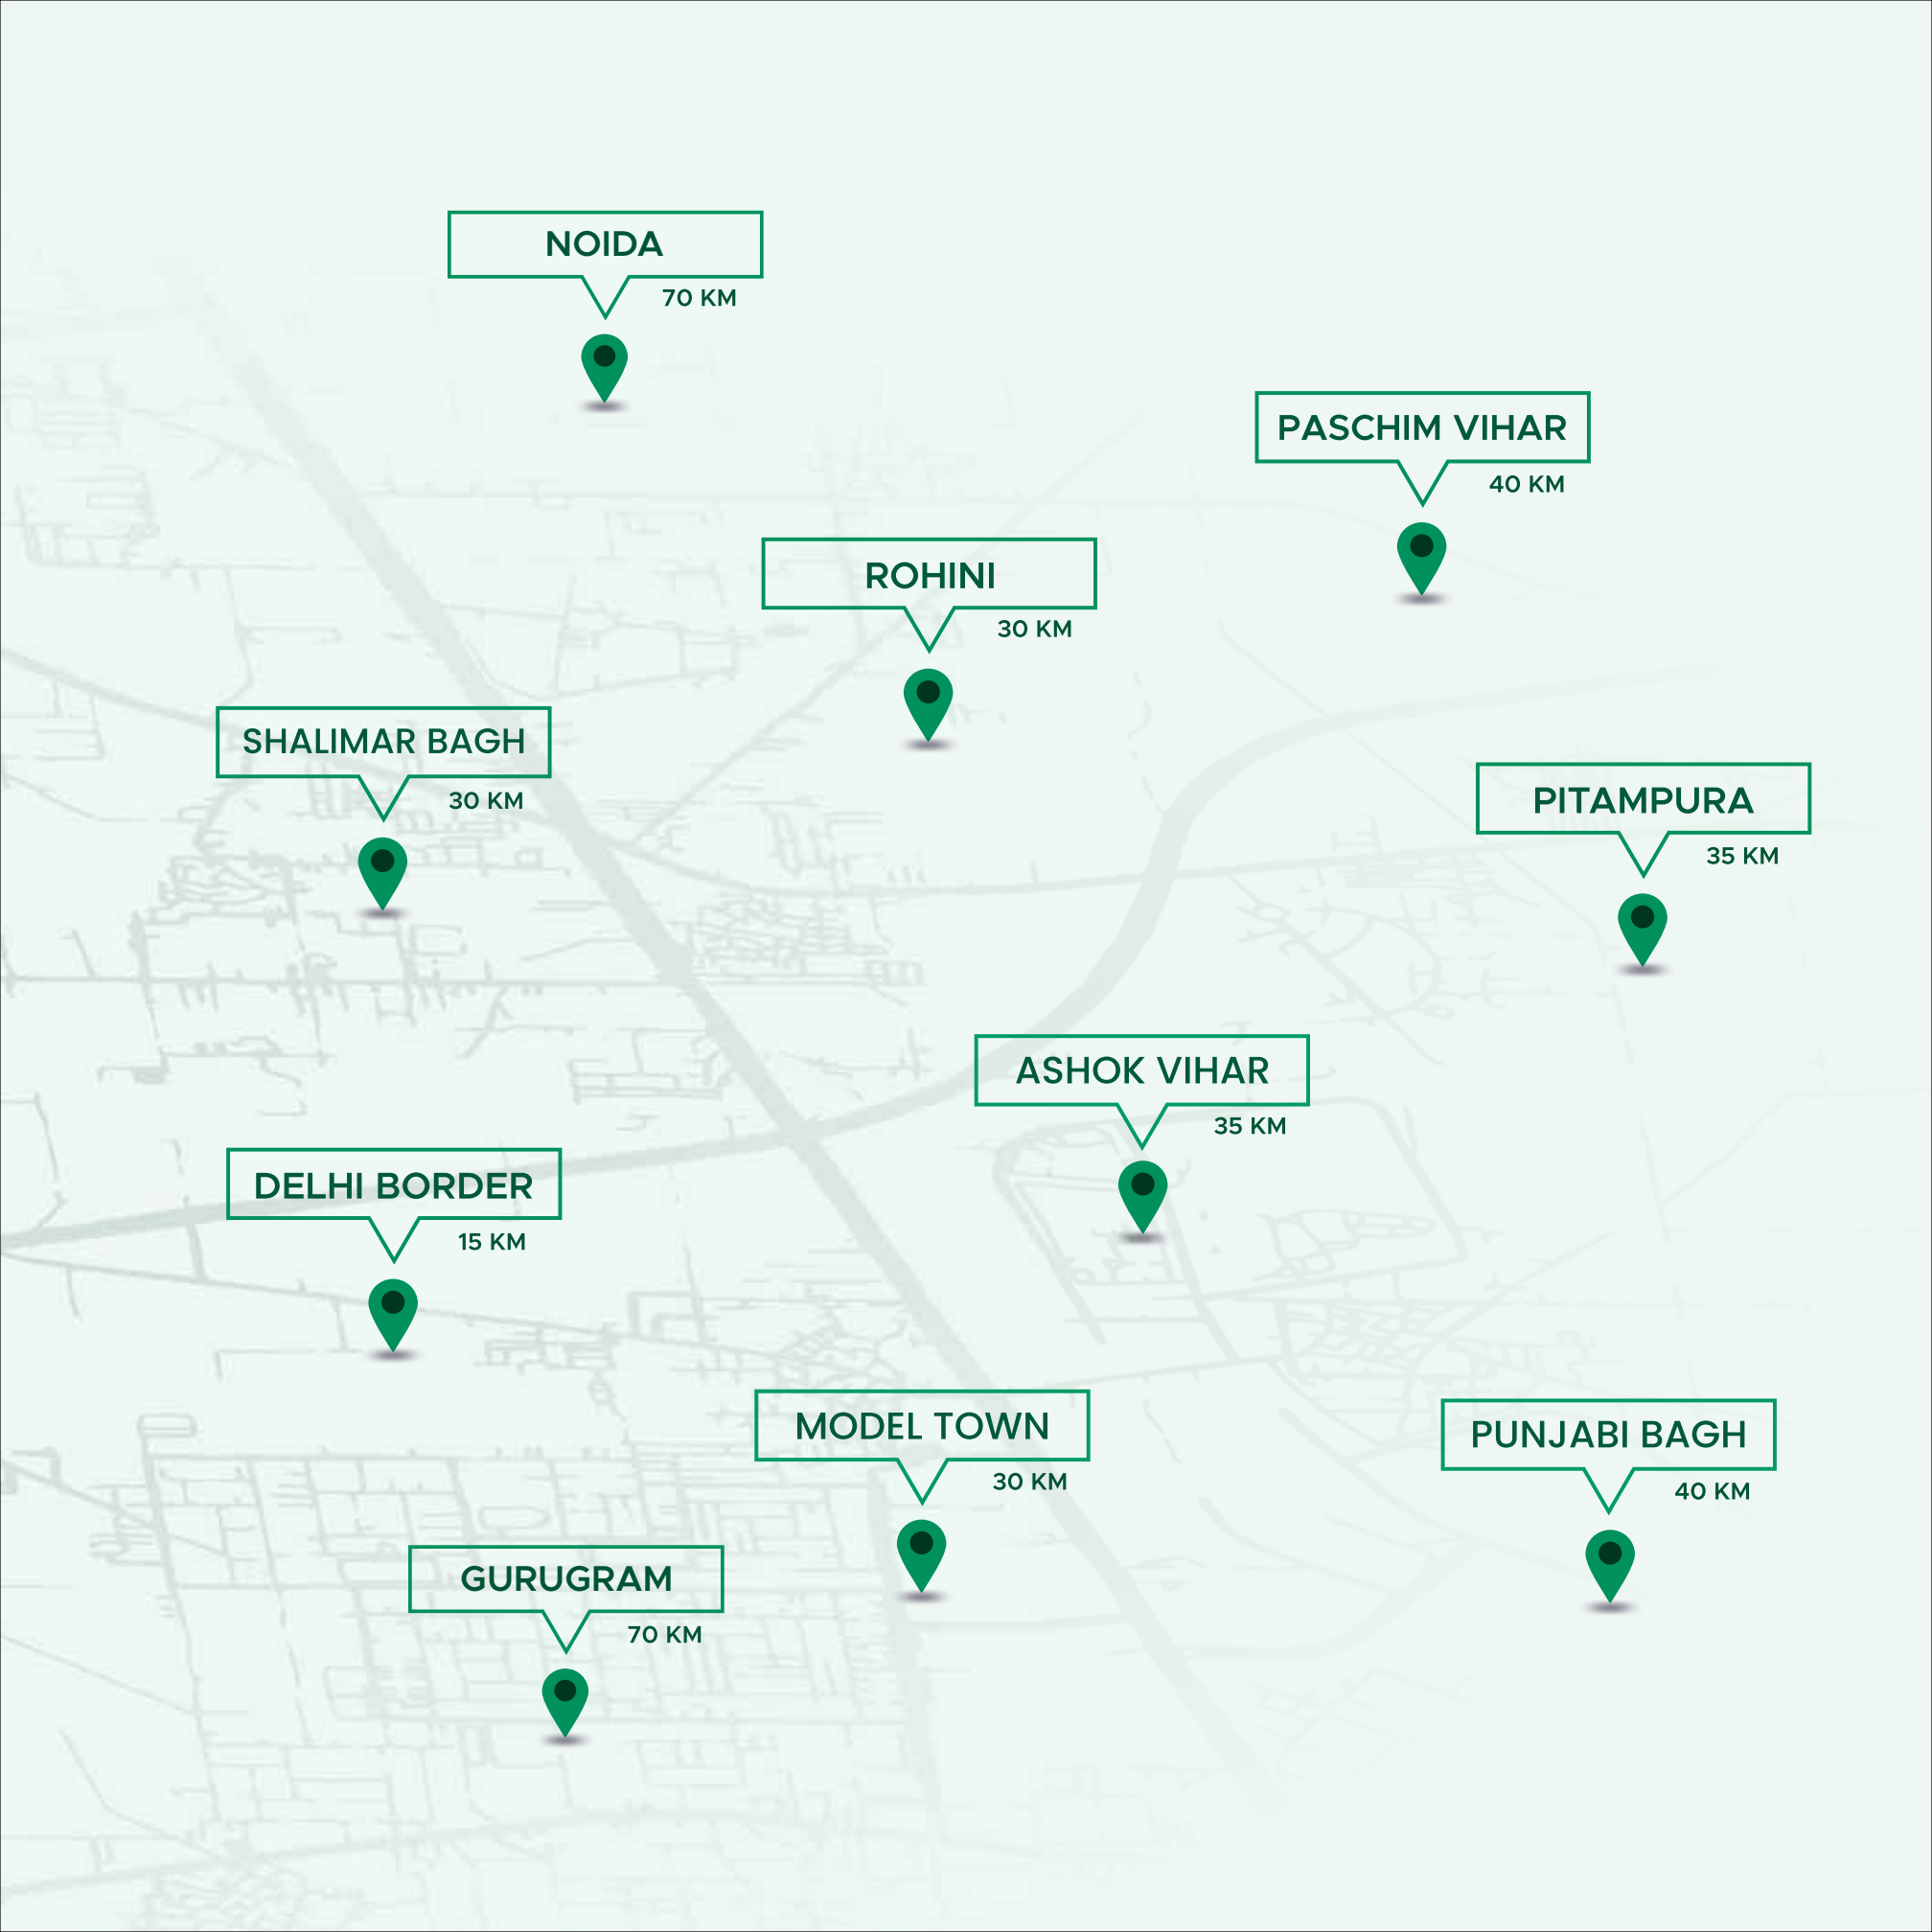 NOIDA
70 KM
PASCHIM VIHAR
40 KM
ROHINI
30 KM
SHALIMAR BAGH
30 KM
PITAMPURA
35 KM
ASHOK VIHAR
35 KM
DELHI BORDER
15 KM
MODEL TOWN
30 KM
PUNJABI BAGH
40 KM
GURUGRAM
70 KM